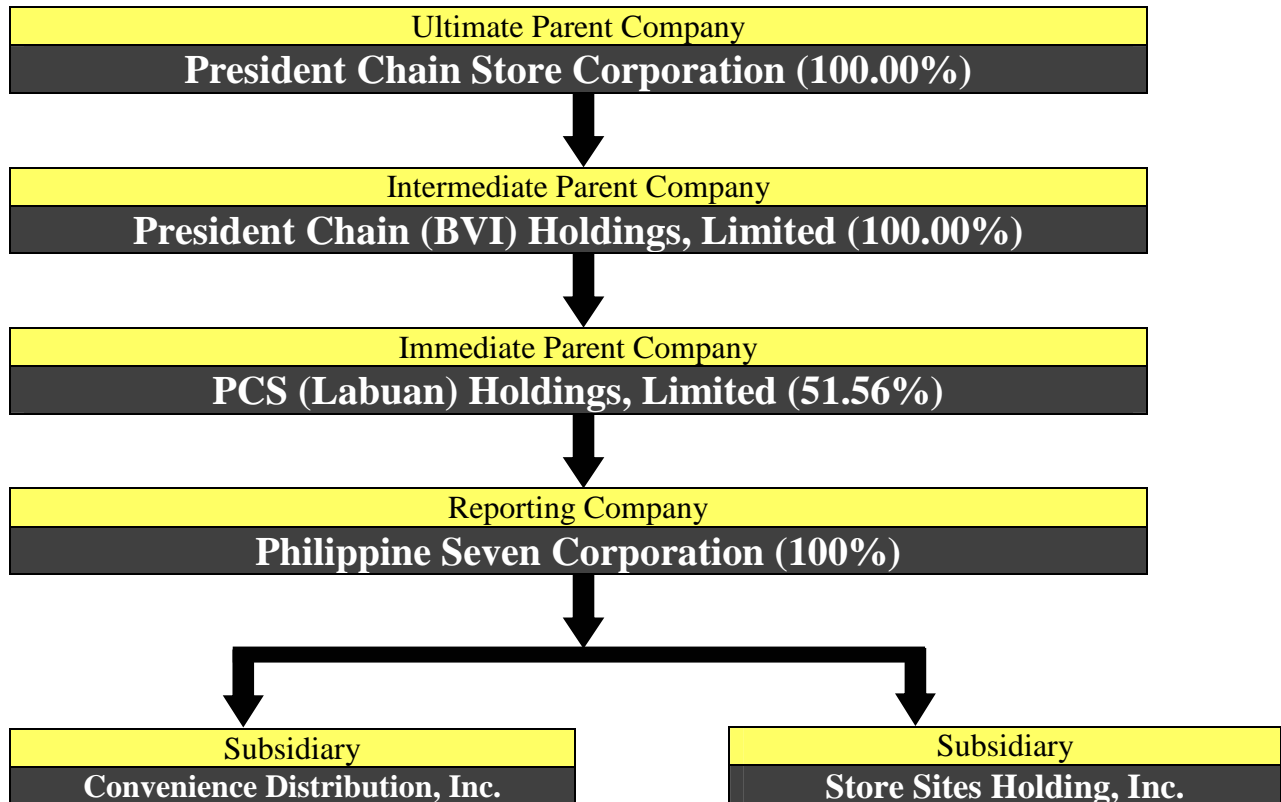 Ultimate Parent Company
President Chain Store Corporation (100.00%)
Intermediate Parent Company
President Chain (BVI) Holdings, Limited (100.00%)
Immediate Parent Company
PCS (Labuan) Holdings, Limited (51.56%)
Reporting Company
Philippine Seven Corporation (100%)
Subsidiary
Convenience Distribution, Inc.
Subsidiary
Store Sites Holding, Inc.